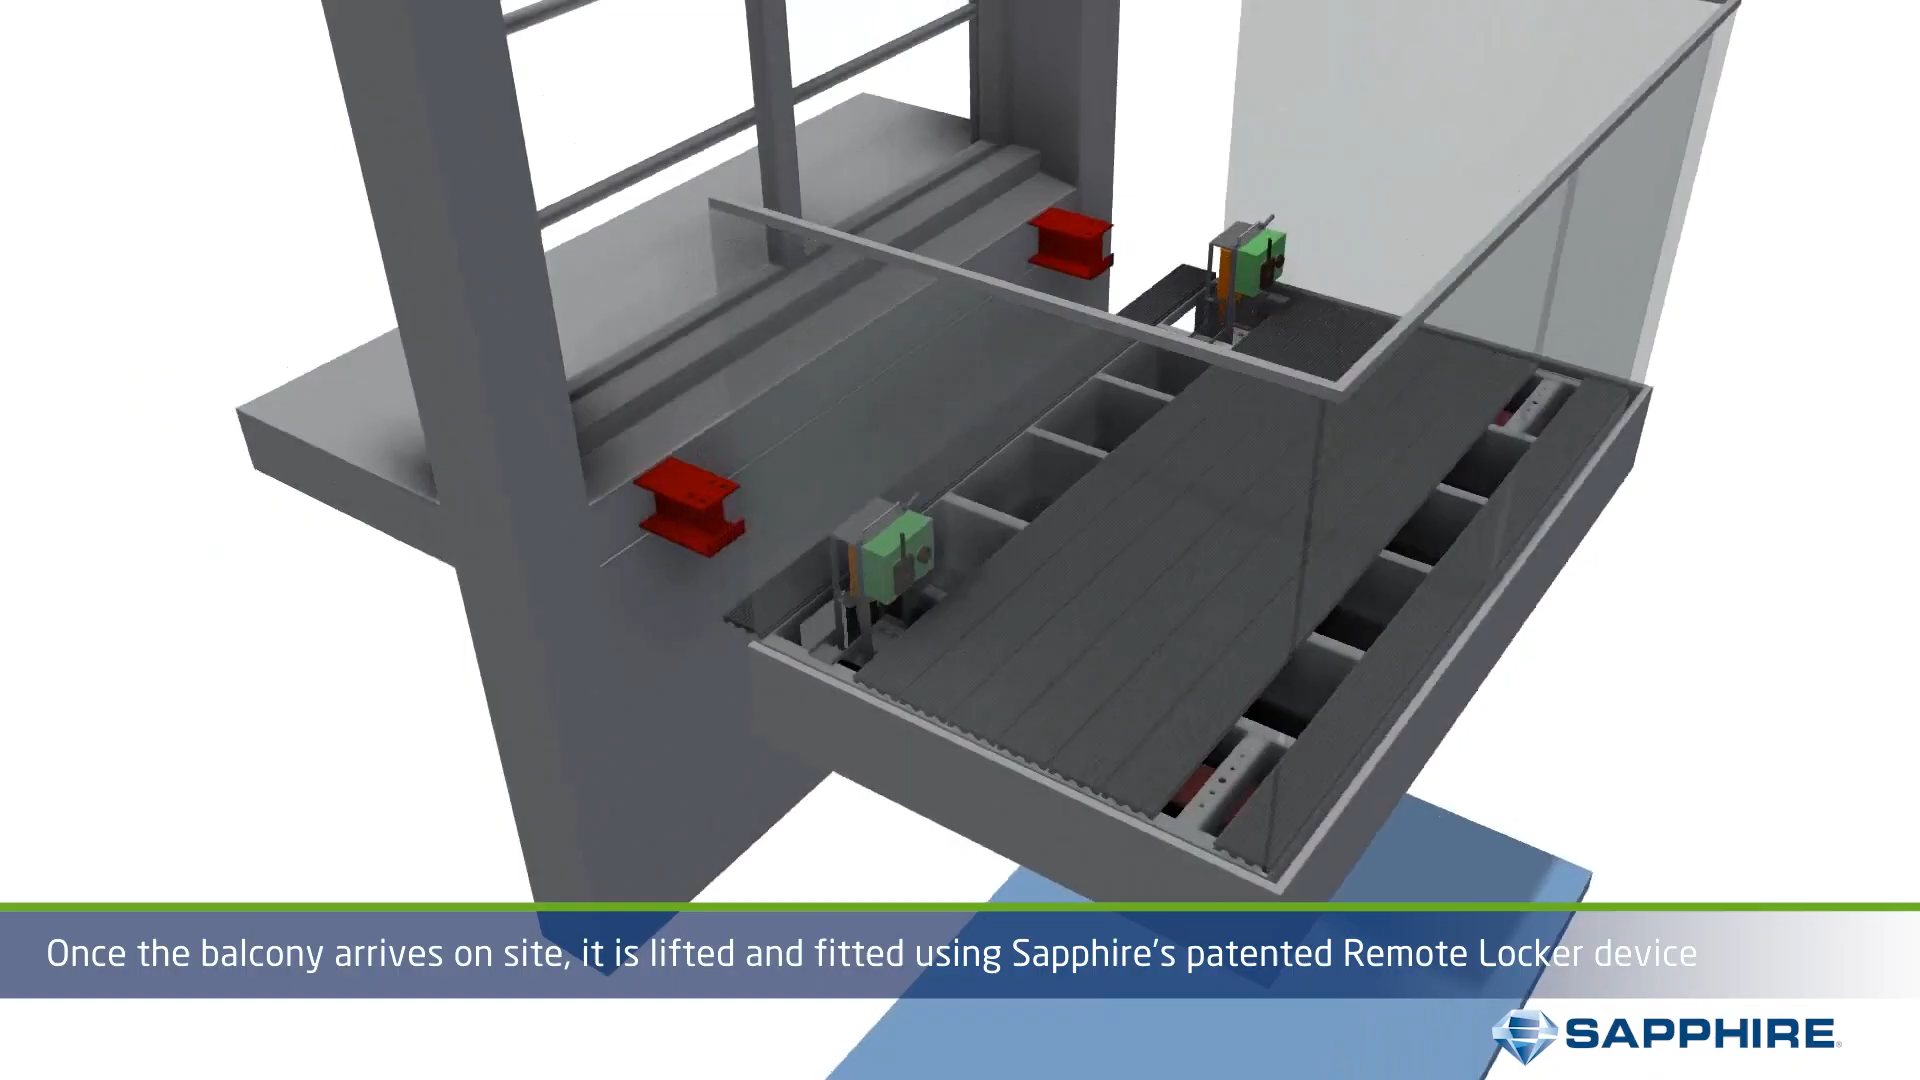 Once the balcony arrives on site, it is lifted and fitted using Sapphire’s patented Remote Locker device
SAPPHIRE®